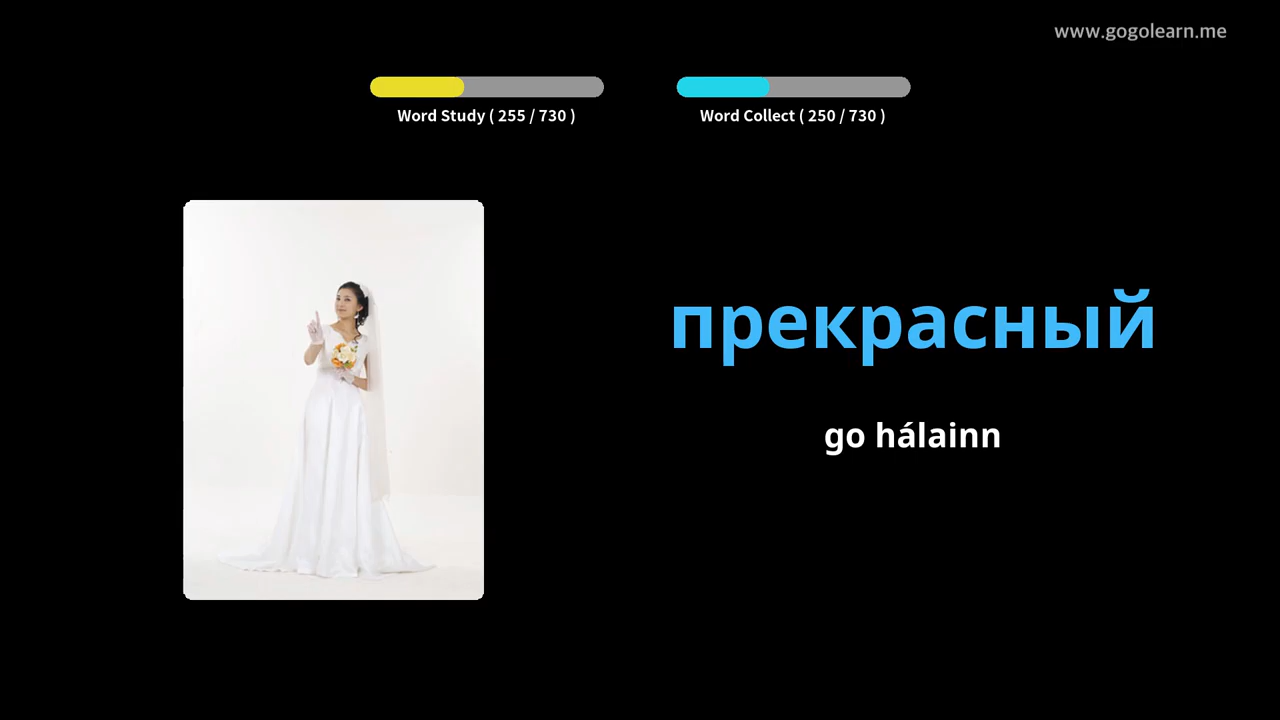 www.gogolearn.me
Word Study ( 255 / 730 )
Word Collect ( 250 / 730 )
прекрасный
go hálainn